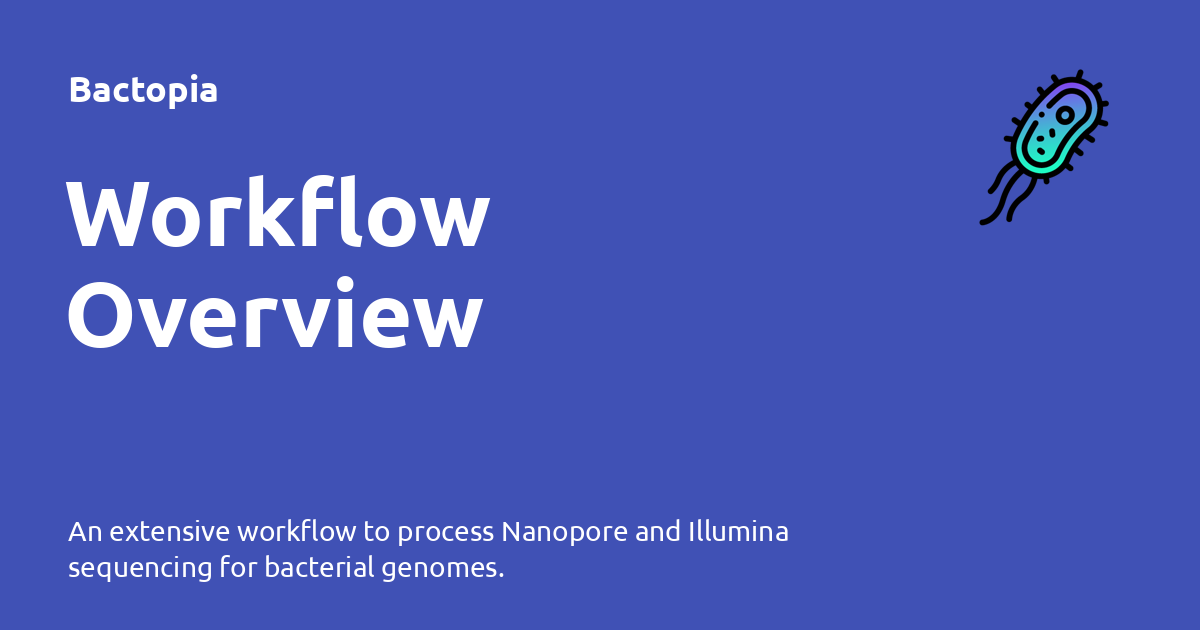 Bactopia
Workflow
Overview
An extensive workflow to process Nanopore and Illumina
sequencing for bacterial genomes.